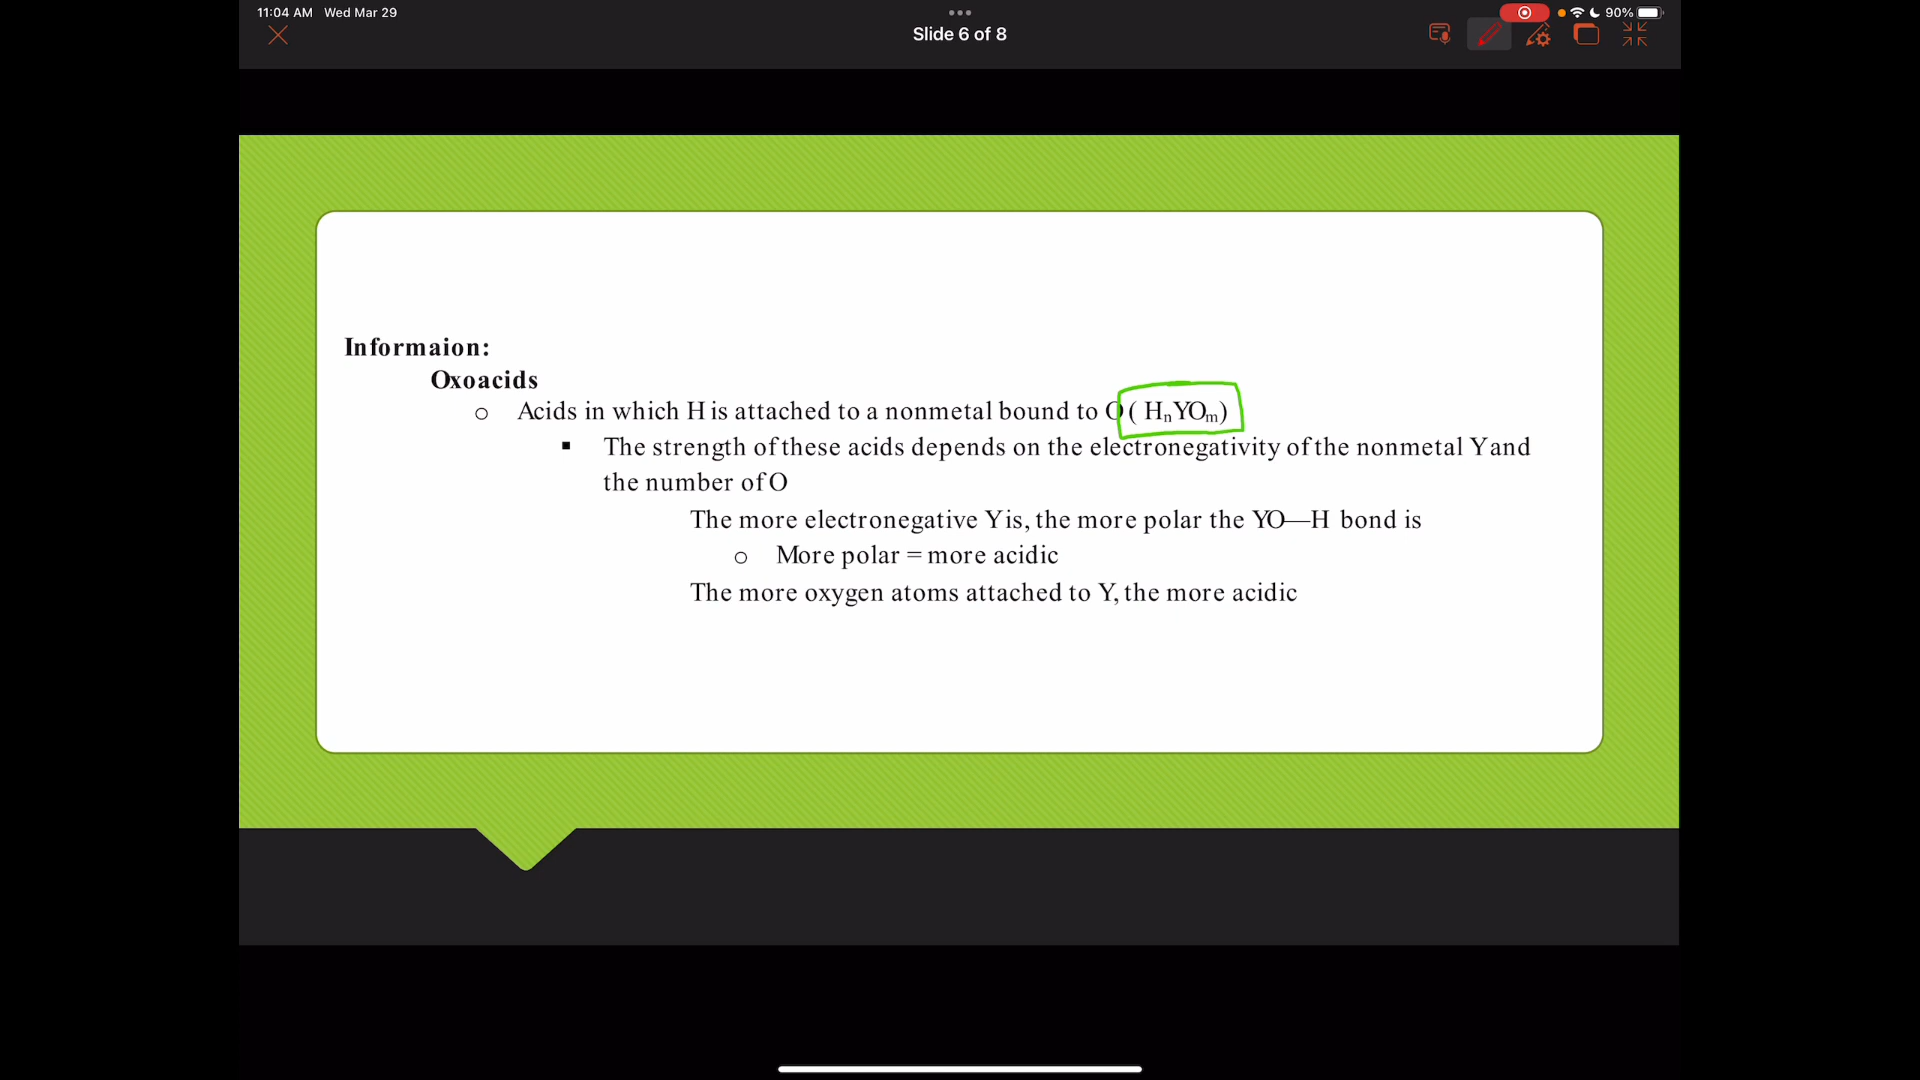 11:04 AM Wed Mar 29
90%
Slide 6 of 8
Informaion:
Oxoacids
o Acids in which H is attached to a nonmetal bound to O ( HₙYOₘ)
▪ The strength of these acids depends on the electronegativity of the nonmetal Y and
the number of O
The more electronegative Y is, the more polar the YO—H bond is
o More polar = more acidic
The more oxygen atoms attached to Y, the more acidic